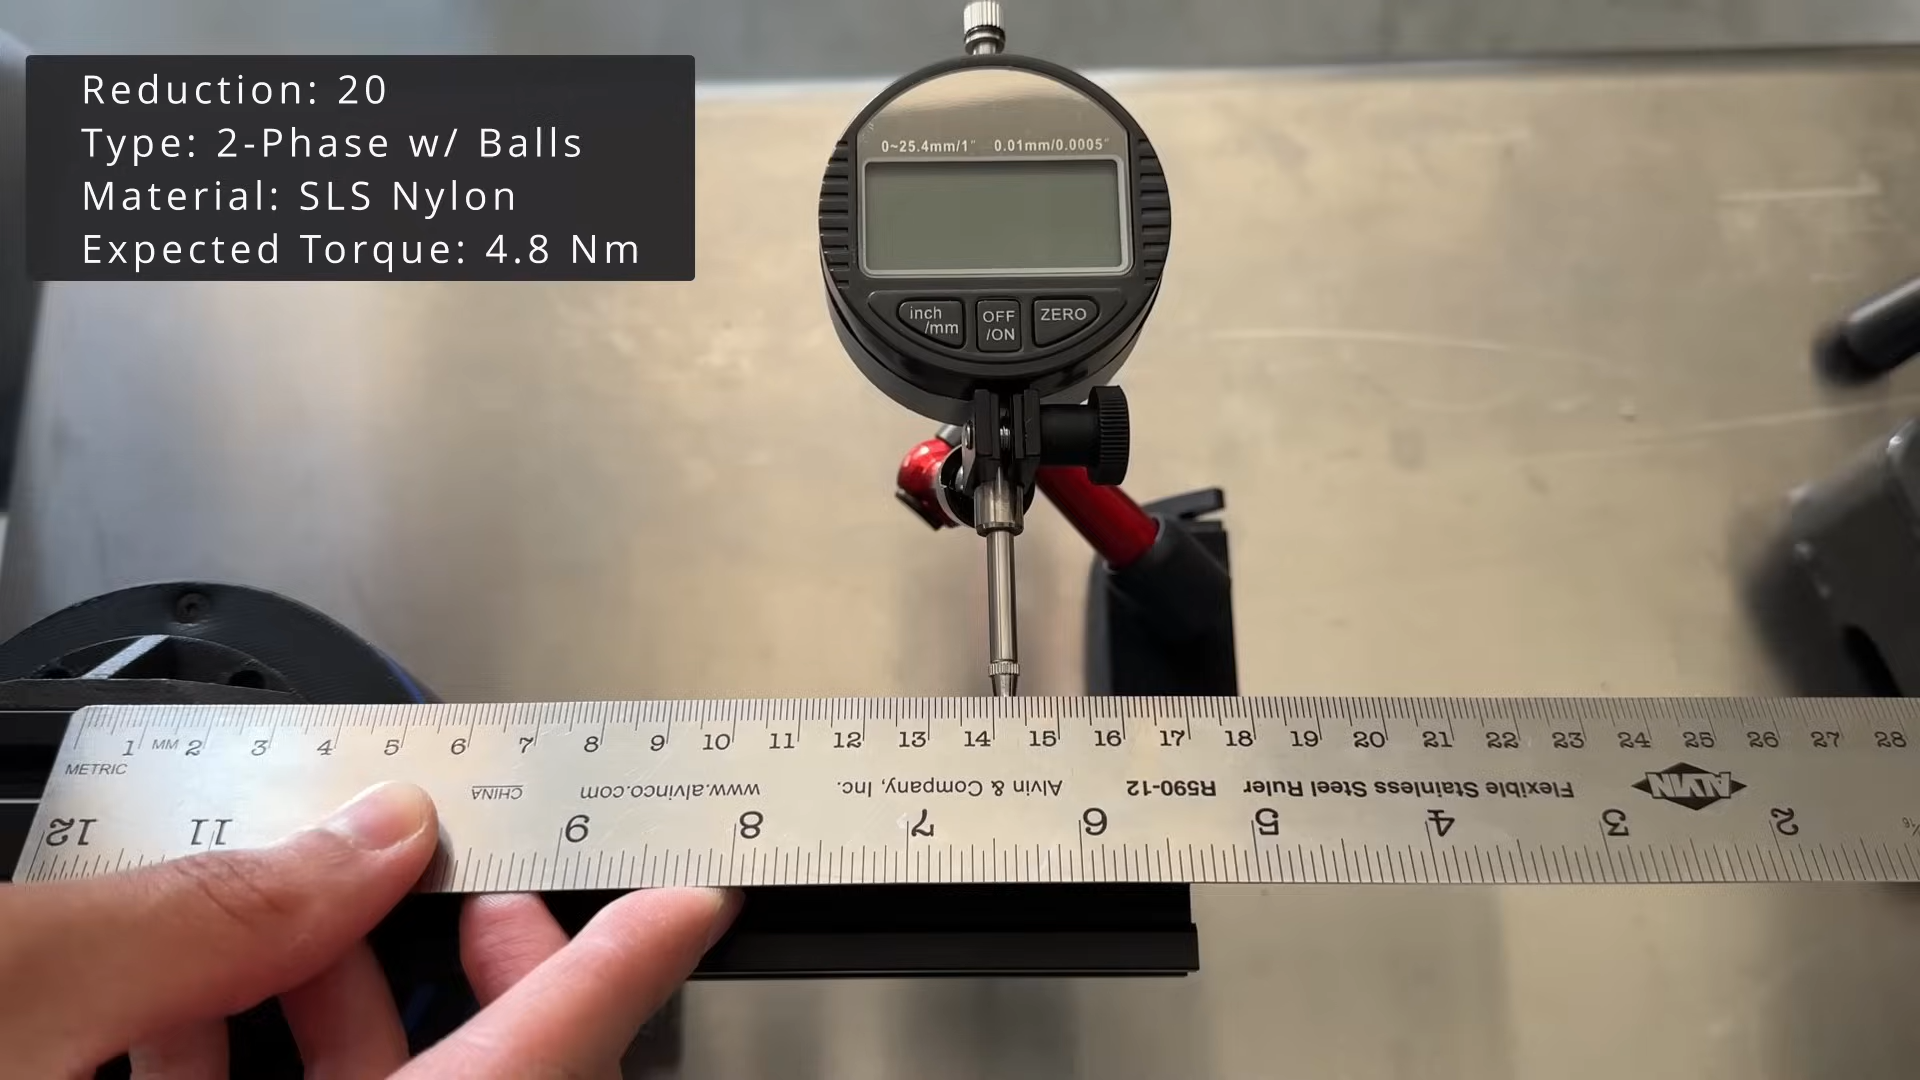 Reduction: 20
Type: 2-Phase w/ Balls
Material: SLS Nylon
Expected Torque: 4.8 Nm
0~25.4mm/1" 0.01mm/0.0005"
inch/mm
OFF/ON
ZERO
1 MM 2 3 4 5 6 7 8 9 10 11 12 13 14 15 16 17 18 19 20 21 22 23 24 25 26 27 28
METRIC
CHINA www.alvinco.com Alvin & Company, Inc. R590-12 Flexible Stainless Steel Ruler ALVIN
12 11 9 8 7 6 5 4 3 2